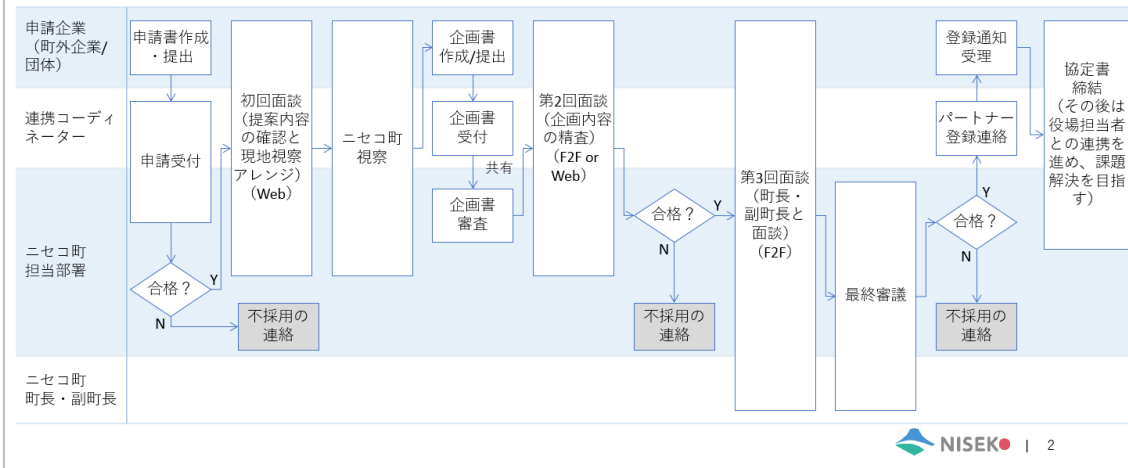 申請企業
（町外企業/
団体）
連携コーディ
ネーター
ニセコ町
担当部署
ニセコ町
町長・副町長
申請書作成
・提出
申請受付
合格？
Y
N
不採用の
連絡
初回面談
（提案内容
の確認と
現地視察
アレンジ）
（Web）
ニセコ町
視察
企画書
作成/提出
企画書
受付
共有
企画書
審査
第2回面談
（企画内容
の精査）
（F2F or
Web）
合格？
Y
N
不採用の
連絡
第3回面談
（町長・
副町長と
面談）
（F2F）
最終審議
合格？
Y
N
不採用の
連絡
パートナー
登録連絡
登録通知
受理
協定書
締結
（その後は
役場担当者
との連携を
進め、課題
解決を目指
す）
NISEKO | 2